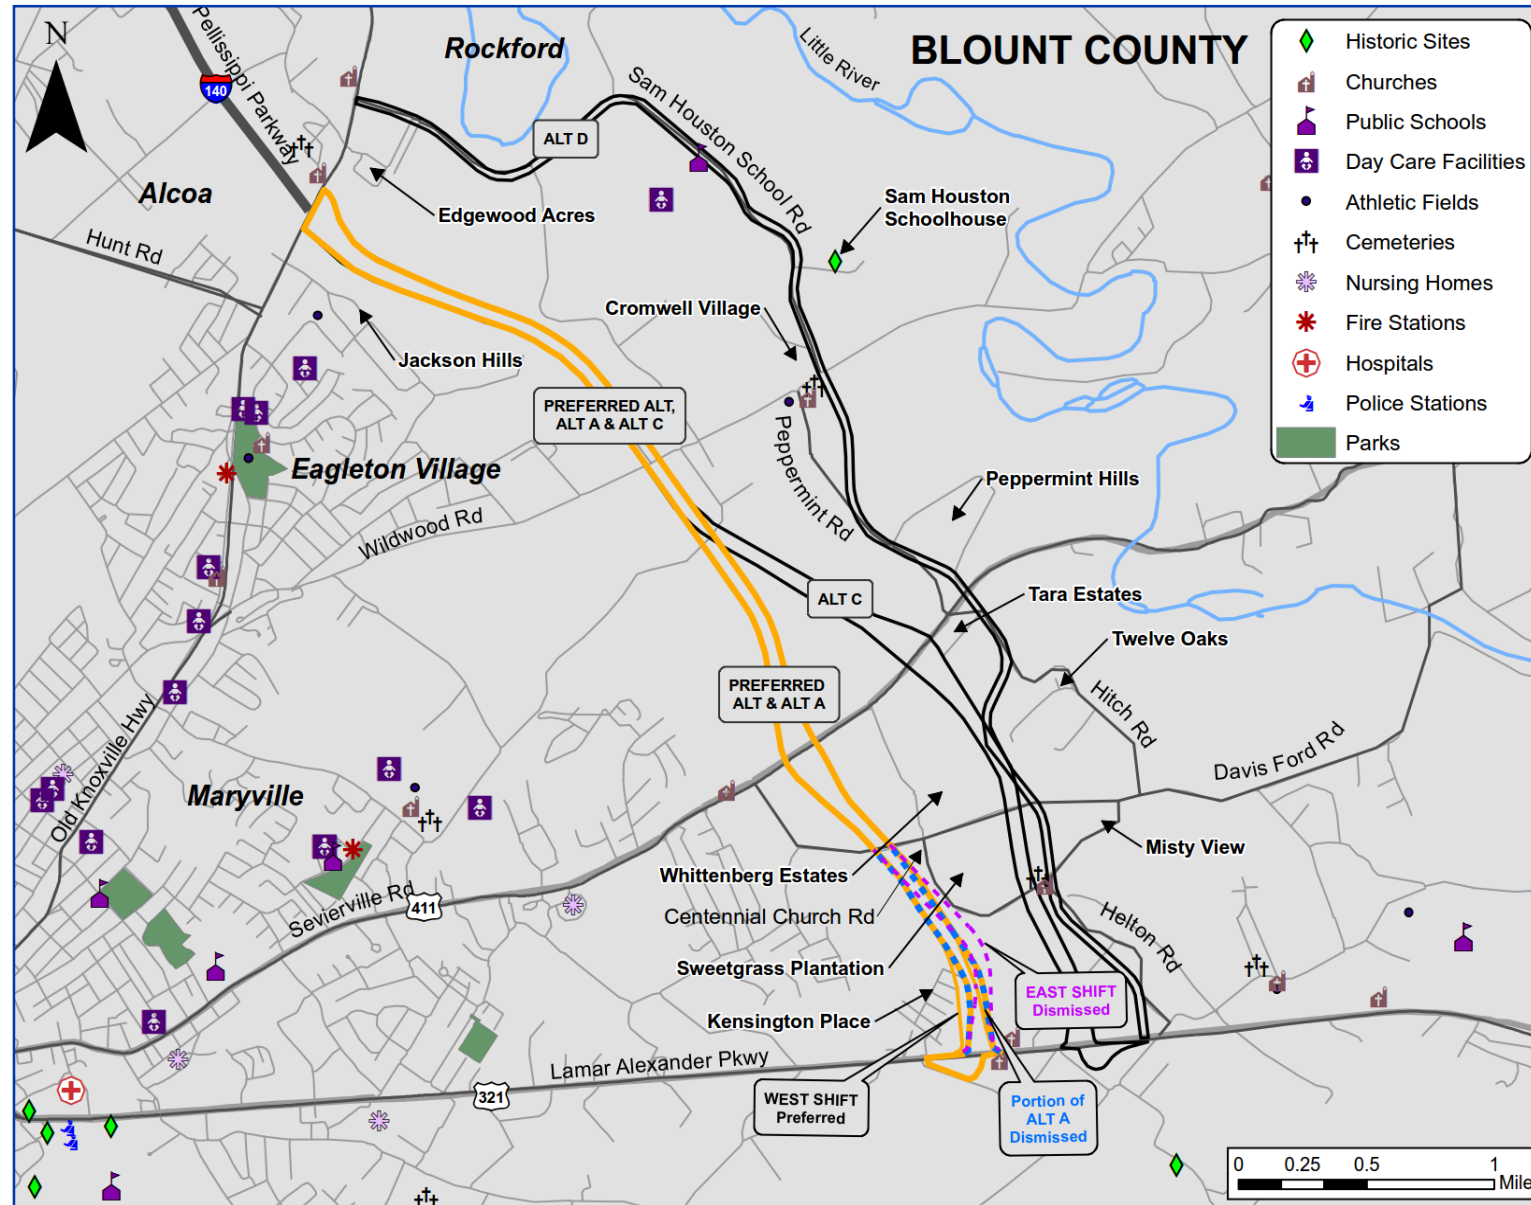 N
Pellissippi Parkway
140
Rockford
Little River
BLOUNT COUNTY
Sam Houston School Rd
ALT D
Alcoa
Edgewood Acres
Sam Houston
Schoolhouse
Hunt Rd
Cromwell Village
Jackson Hills
PREFERRED ALT,
ALT A & ALT C
Peppermint Rd
Eagleton Village
Peppermint Hills
Wildwood Rd
ALT C
Tara Estates
Twelve Oaks
PREFERRED
ALT & ALT A
Hitch Rd
Old Knoxville Hwy
Davis Ford Rd
Maryville
Misty View
Whittenberg Estates
Sevierville Rd
411
Centennial Church Rd
Helton Rd
Sweetgrass Plantation
EAST SHIFT
Dismissed
Kensington Place
Lamar Alexander Pkwy
321
WEST SHIFT
Preferred
Portion of
ALT A
Dismissed
Historic Sites
Churches
Public Schools
Day Care Facilities
Athletic Fields
Cemeteries
Nursing Homes
Fire Stations
Hospitals
Police Stations
Parks
0 0.25 0.5 1
Mile